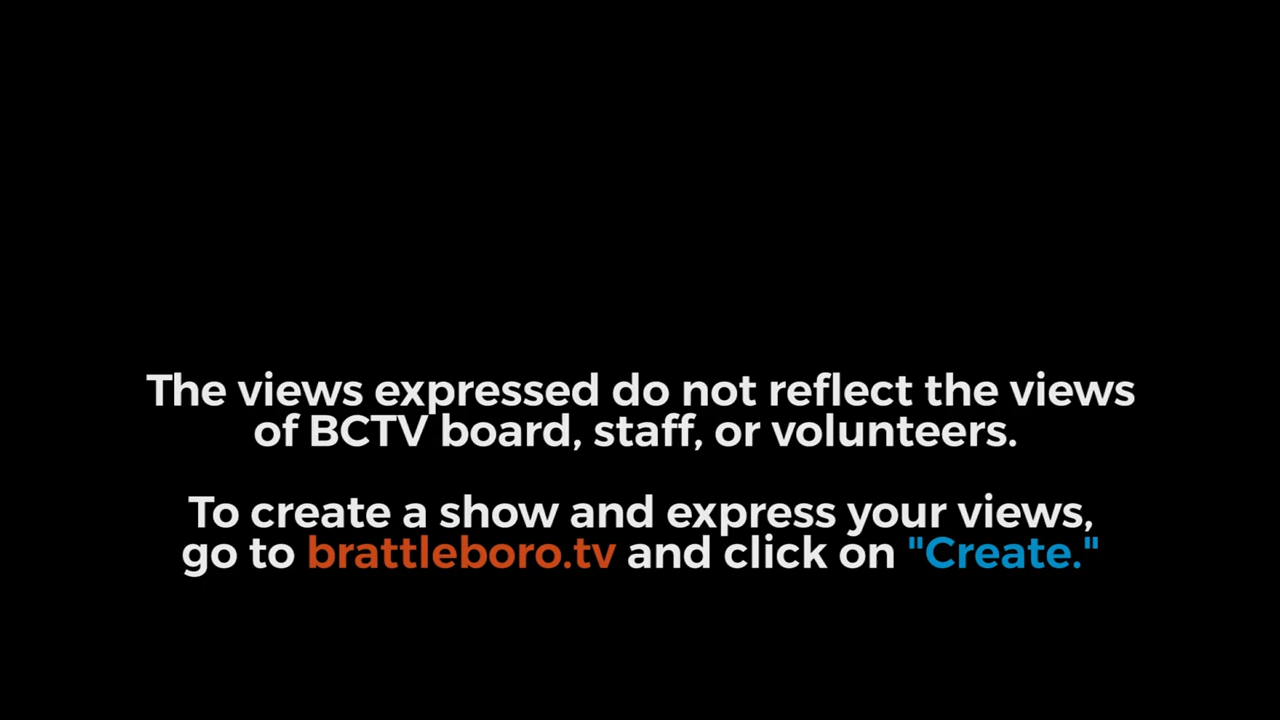 The views expressed do not reflect the views
of BCTV board, staff, or volunteers.
To create a show and express your views,
go to brattleboro.tv and click on "Create."